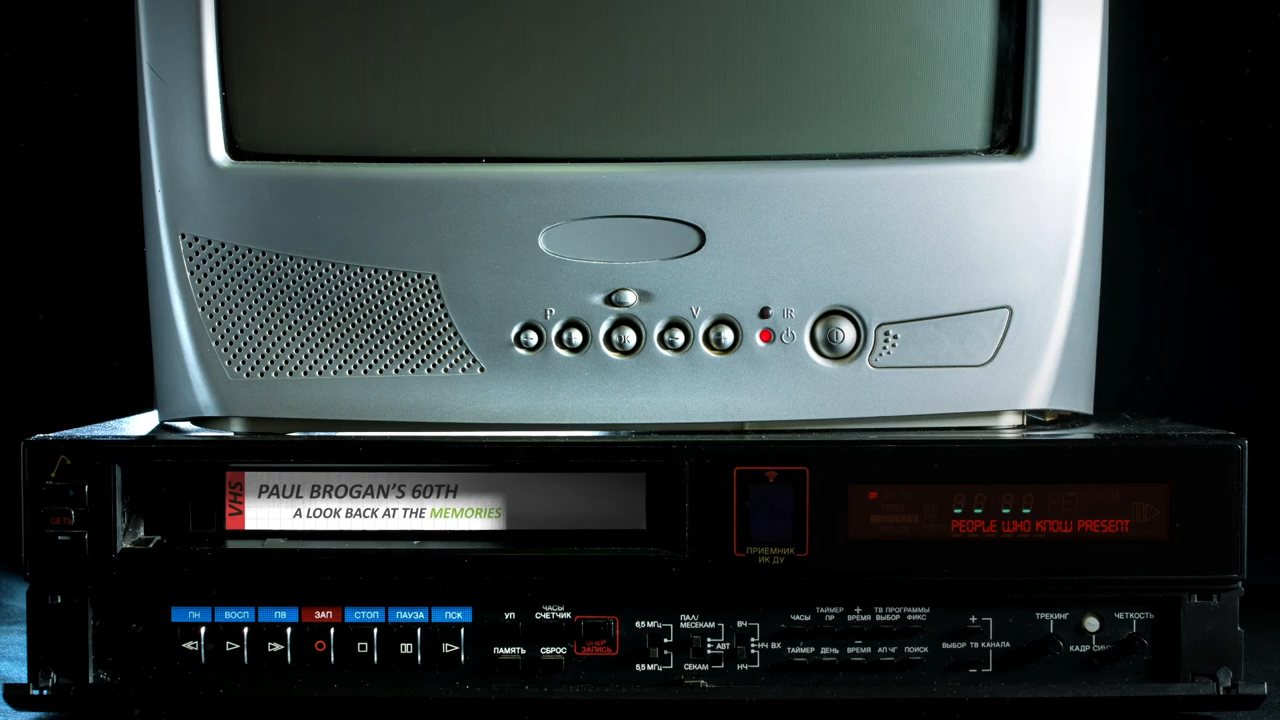 P
V
IR
OK
VHS
PAUL BROGAN'S 60TH
A LOOK BACK AT THE MEMORIES
PEOPLE WHO KNOW PRESENT
СЕТЬ
ПРИЕМНИК
ИК ДУ
ПН
ВОСП
ПВ
ЗАП
СТОП
ПАУЗА
ПСК
УП
ЧАСЫ
СЧЕТЧИК
ПАМЯТЬ
СБРОС
ЗАПИСЬ
6,5 МГц
5,5 МГц
ПАЛ/
МЕСЕКАМ
АВТ
СЕКАМ
ВЧ
НЧ ВХ
НЧ
ЧАСЫ
ТАЙМЕР
ПР
+
ВРЕМЯ
ТВ ПРОГРАММЫ
ВЫБОР ФИКС
ТАЙМЕР
ДЕНЬ
−
ВРЕМЯ
АПЧГ
ПОИСК
+
ВЫБОР ТВ КАНАЛА
−
ТРЕКИНГ
ЧЕТКОСТЬ
КАДР